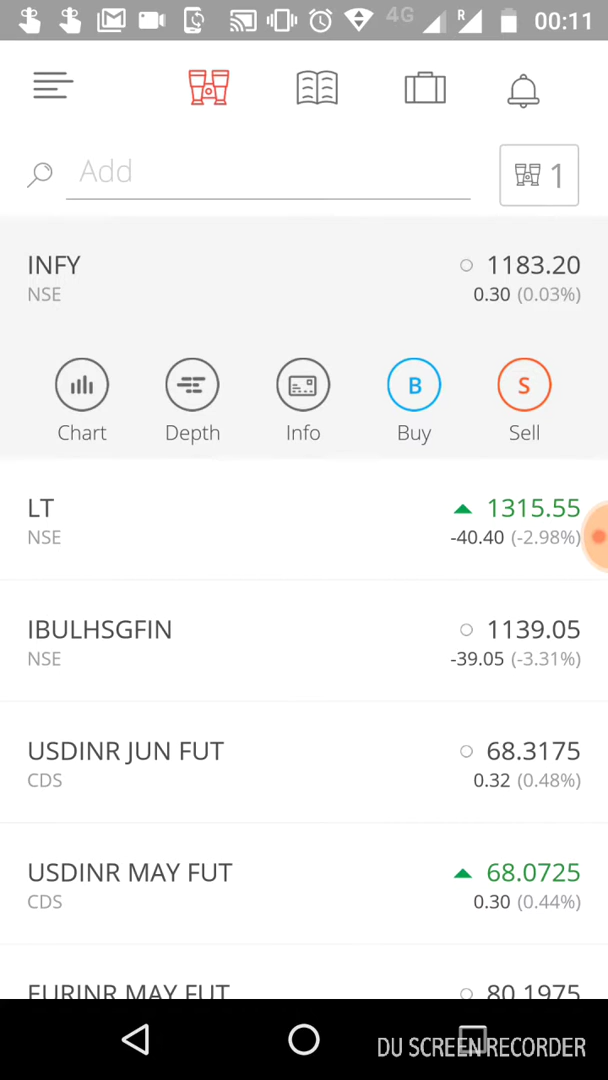 4G R 00:11
Add 1
INFY 1183.20
NSE 0.30 (0.03%)
B S
Chart Depth Info Buy Sell
LT 1315.55
NSE -40.40 (-2.98%)
IBULHSGFIN 1139.05
NSE -39.05 (-3.31%)
USDINR JUN FUT 68.3175
CDS 0.32 (0.48%)
USDINR MAY FUT 68.0725
CDS 0.30 (0.44%)
EURINR MAY FUT 80.1975
DU SCREEN RECORDER